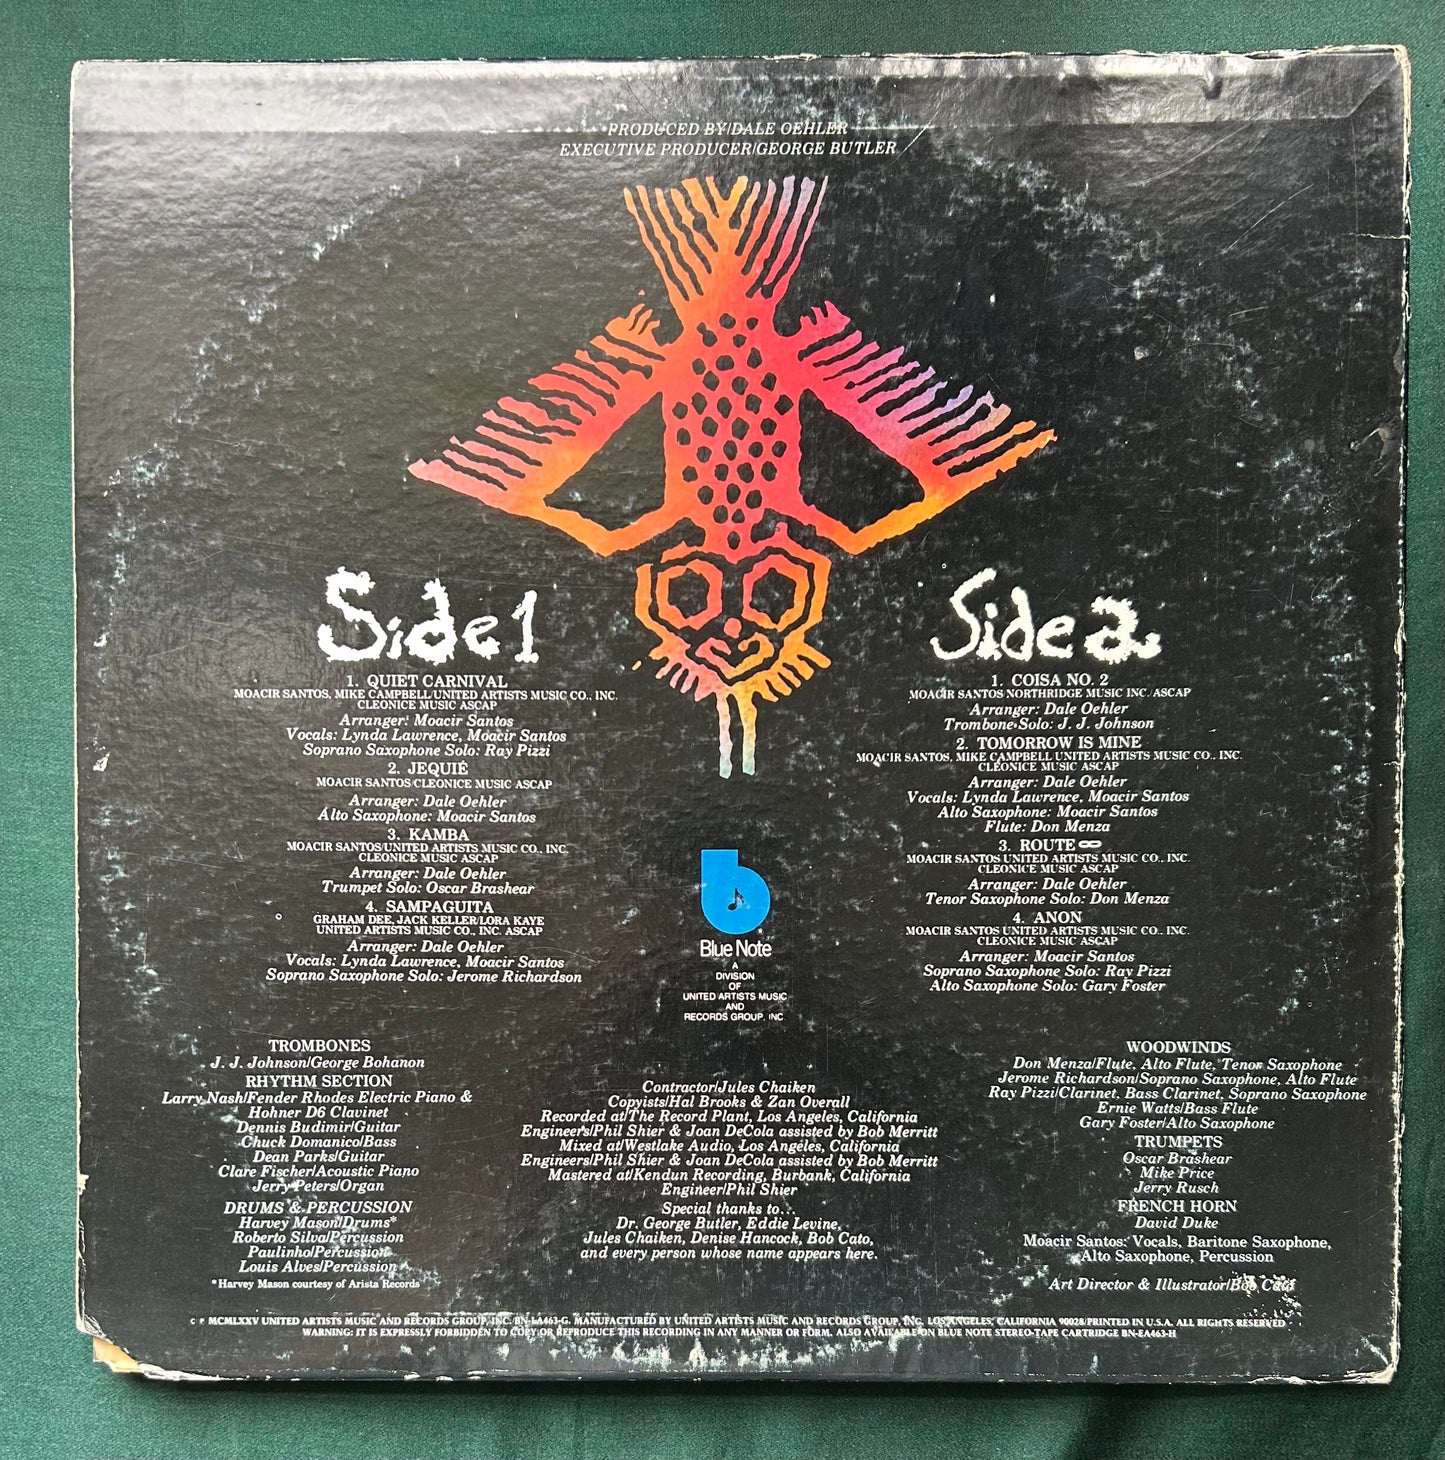 PRODUCED BY/DALE OEHLER
EXECUTIVE PRODUCER/GEORGE BUTLER
Side 1
1. QUIET CARNIVAL
MOACIR SANTOS, MIKE CAMPBELL/UNITED ARTISTS MUSIC CO., INC.
CLEONICE MUSIC ASCAP
Arranger: Moacir Santos
Vocals: Lynda Lawrence, Moacir Santos
Soprano Saxophone Solo: Ray Pizzi
2. JEQUIÉ
MOACIR SANTOS/CLEONICE MUSIC ASCAP
Arranger: Dale Oehler
Alto Saxophone: Moacir Santos
3. KAMBA
MOACIR SANTOS/UNITED ARTISTS MUSIC CO., INC.
CLEONICE MUSIC ASCAP
Arranger: Dale Oehler
Trumpet Solo: Oscar Brashear
4. SAMPAGUITA
GRAHAM DEE, JACK KELLER/LORA KAYE
UNITED ARTISTS MUSIC CO., INC. ASCAP
Arranger: Dale Oehler
Vocals: Lynda Lawrence, Moacir Santos
Soprano Saxophone Solo: Jerome Richardson
Side 2
1. COISA NO. 2
MOACIR SANTOS/NORTHRIDGE MUSIC INC./ASCAP
Arranger: Dale Oehler
Trombone Solo: J. J. Johnson
2. TOMORROW IS MINE
MOACIR SANTOS, MIKE CAMPBELL UNITED ARTISTS MUSIC CO., INC.
CLEONICE MUSIC ASCAP
Arranger: Dale Oehler
Vocals: Lynda Lawrence, Moacir Santos
Alto Saxophone: Moacir Santos
Flute: Don Menza
3. ROUTE ∞
MOACIR SANTOS UNITED ARTISTS MUSIC CO., INC.
CLEONICE MUSIC ASCAP
Arranger: Dale Oehler
Tenor Saxophone Solo: Don Menza
4. ANON
MOACIR SANTOS UNITED ARTISTS MUSIC CO., INC.
CLEONICE MUSIC ASCAP
Arranger: Moacir Santos
Soprano Saxophone Solo: Ray Pizzi
Alto Saxophone Solo: Gary Foster
Blue Note
A
DIVISION
OF
UNITED ARTISTS MUSIC
AND
RECORDS GROUP, INC
TROMBONES
J. J. Johnson/George Bohanon
RHYTHM SECTION
Larry Nash/Fender Rhodes Electric Piano &
Hohner D6 Clavinet
Dennis Budimir/Guitar
Chuck Domanico/Bass
Dean Parks/Guitar
Clare Fischer/Acoustic Piano
Jerry Peters/Organ
DRUMS & PERCUSSION
Harvey Mason/Drums*
Roberto Silva/Percussion
Paulinho/Percussion
Louis Alves/Percussion
*Harvey Mason courtesy of Arista Records
Contractor/Jules Chaiken
Copyists/Hal Brooks & Zan Overall
Recorded at/The Record Plant, Los Angeles, California
Engineers/Phil Shier & Joan DeCola assisted by Bob Merritt
Mixed at/Westlake Audio, Los Angeles, California
Engineers/Phil Shier & Joan DeCola assisted by Bob Merritt
Mastered at/Kendun Recording, Burbank, California
Engineer/Phil Shier
Special thanks to...
Dr. George Butler, Eddie Levine,
Jules Chaiken, Denise Hancock, Bob Cato,
and every person whose name appears here.
WOODWINDS
Don Menza/Flute, Alto Flute, Tenor Saxophone
Jerome Richardson/Soprano Saxophone, Alto Flute
Ray Pizzi/Clarinet, Bass Clarinet, Soprano Saxophone
Ernie Watts/Bass Flute
Gary Foster/Alto Saxophone
TRUMPETS
Oscar Brashear
Mike Price
Jerry Rusch
FRENCH HORN
David Duke
Moacir Santos: Vocals, Baritone Saxophone,
Alto Saxophone, Percussion
Art Director & Illustrator/Bob Cato
© ℗ MCMLXXV UNITED ARTISTS MUSIC AND RECORDS GROUP, INC./BN-LA463-G. MANUFACTURED BY UNITED ARTISTS MUSIC AND RECORDS GROUP, INC. LOS ANGELES, CALIFORNIA 90028/PRINTED IN U.S.A. ALL RIGHTS RESERVED
WARNING: IT IS EXPRESSLY FORBIDDEN TO COPY OR REPRODUCE THIS RECORDING IN ANY MANNER OR FORM. ALSO AVAILABLE ON BLUE NOTE STEREO-TAPE CARTRIDGE BN-EA463-H